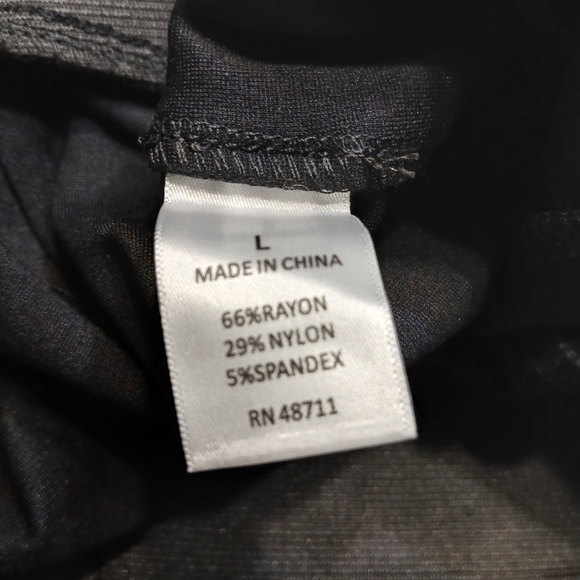 L
MADE IN CHINA
66%RAYON
29%NYLON
5%SPANDEX
RN 48711